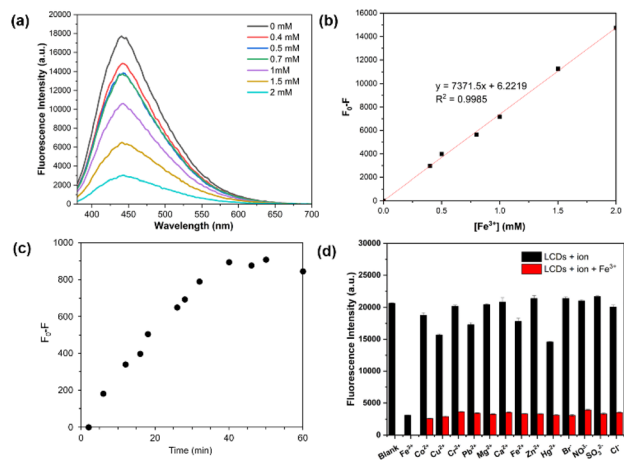 (a)
Fluorescence Intensity (a.u.)
20000
18000
16000
14000
12000
10000
8000
6000
4000
2000
0
0 mM
0.4 mM
0.5 mM
0.7 mM
1mM
1.5 mM
2 mM
400 450 500 550 600 650 700
Wavelength (nm)
(b)
F₀-F
16000
14000
12000
10000
8000
6000
4000
2000
0
y = 7371.5x + 6.2219
R² = 0.9985
0.0 0.5 1.0 1.5 2.0
[Fe³⁺] (mM)
(c)
F₀-F
1000
800
600
400
200
0
0 20 40 60
Time (min)
(d)
Fluorescence Intensity (a.u.)
30000
25000
20000
15000
10000
5000
0
LCDs + ion
LCDs + ion + Fe³⁺
Blank Fe³⁺ Co²⁺ Cu²⁺ Cr²⁺ Pb²⁺ Mg²⁺ Ca²⁺ Fe²⁺ Zn²⁺ Hg²⁺ Br⁻ NO³⁻ SO₃²⁻ Cl⁻